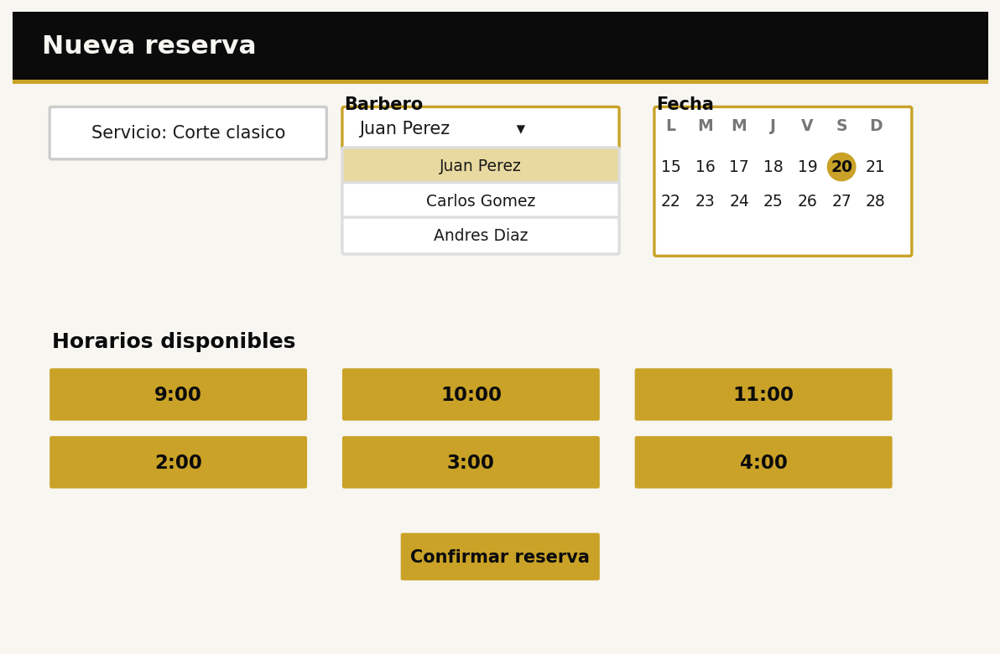 Nueva reserva
Servicio: Corte clasico
Barbero
Juan Perez ▼
Juan Perez
Carlos Gomez
Andres Diaz
Fecha
L M M J V S D
15 16 17 18 19 20 21
22 23 24 25 26 27 28
Horarios disponibles
9:00 10:00 11:00
2:00 3:00 4:00
Confirmar reserva